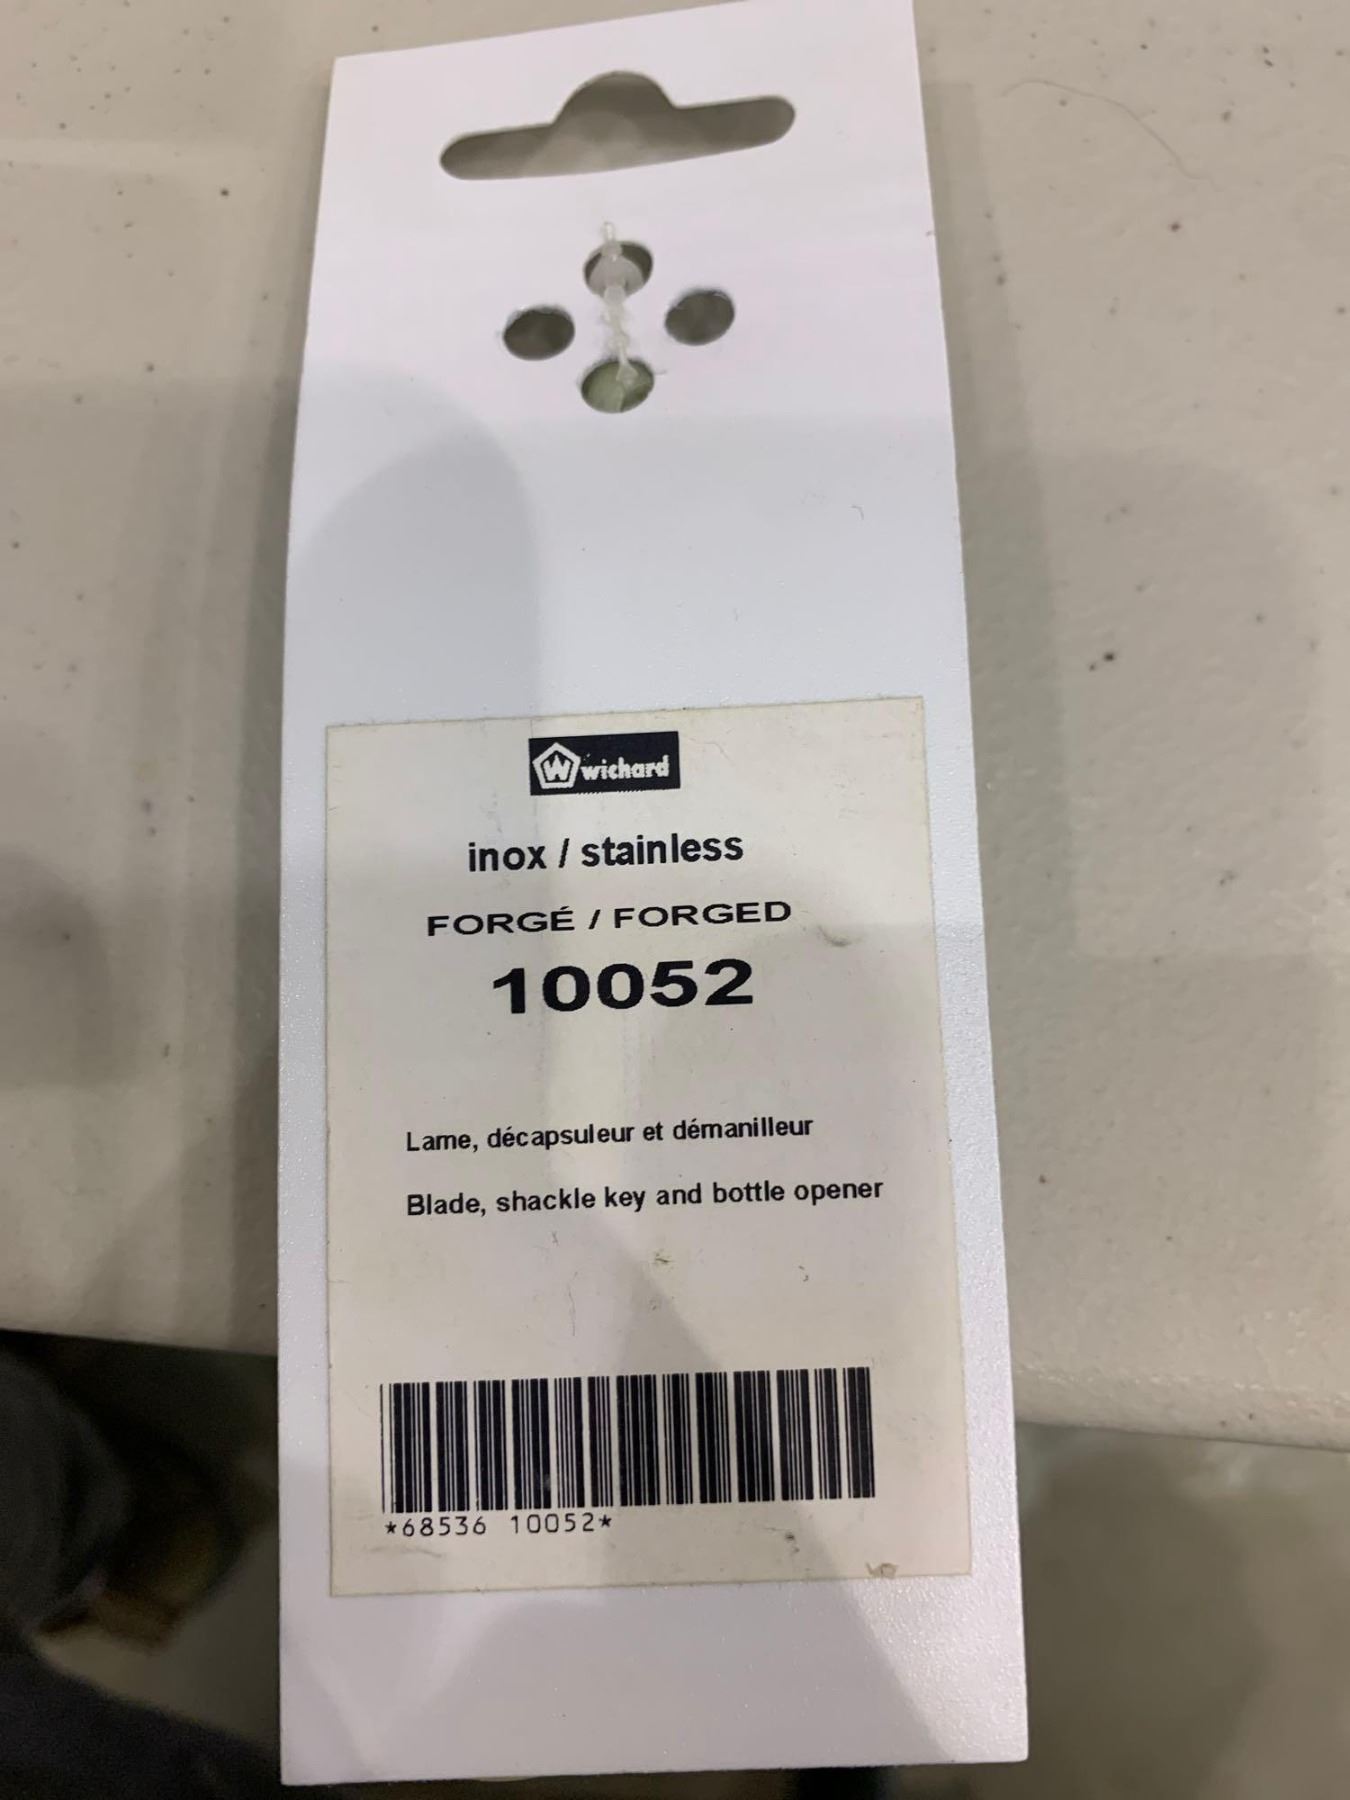 W wichard
inox / stainless
FORGÉ / FORGED
10052
Lame, décapsuleur et démanilleur
Blade, shackle key and bottle opener
*68536 10052*